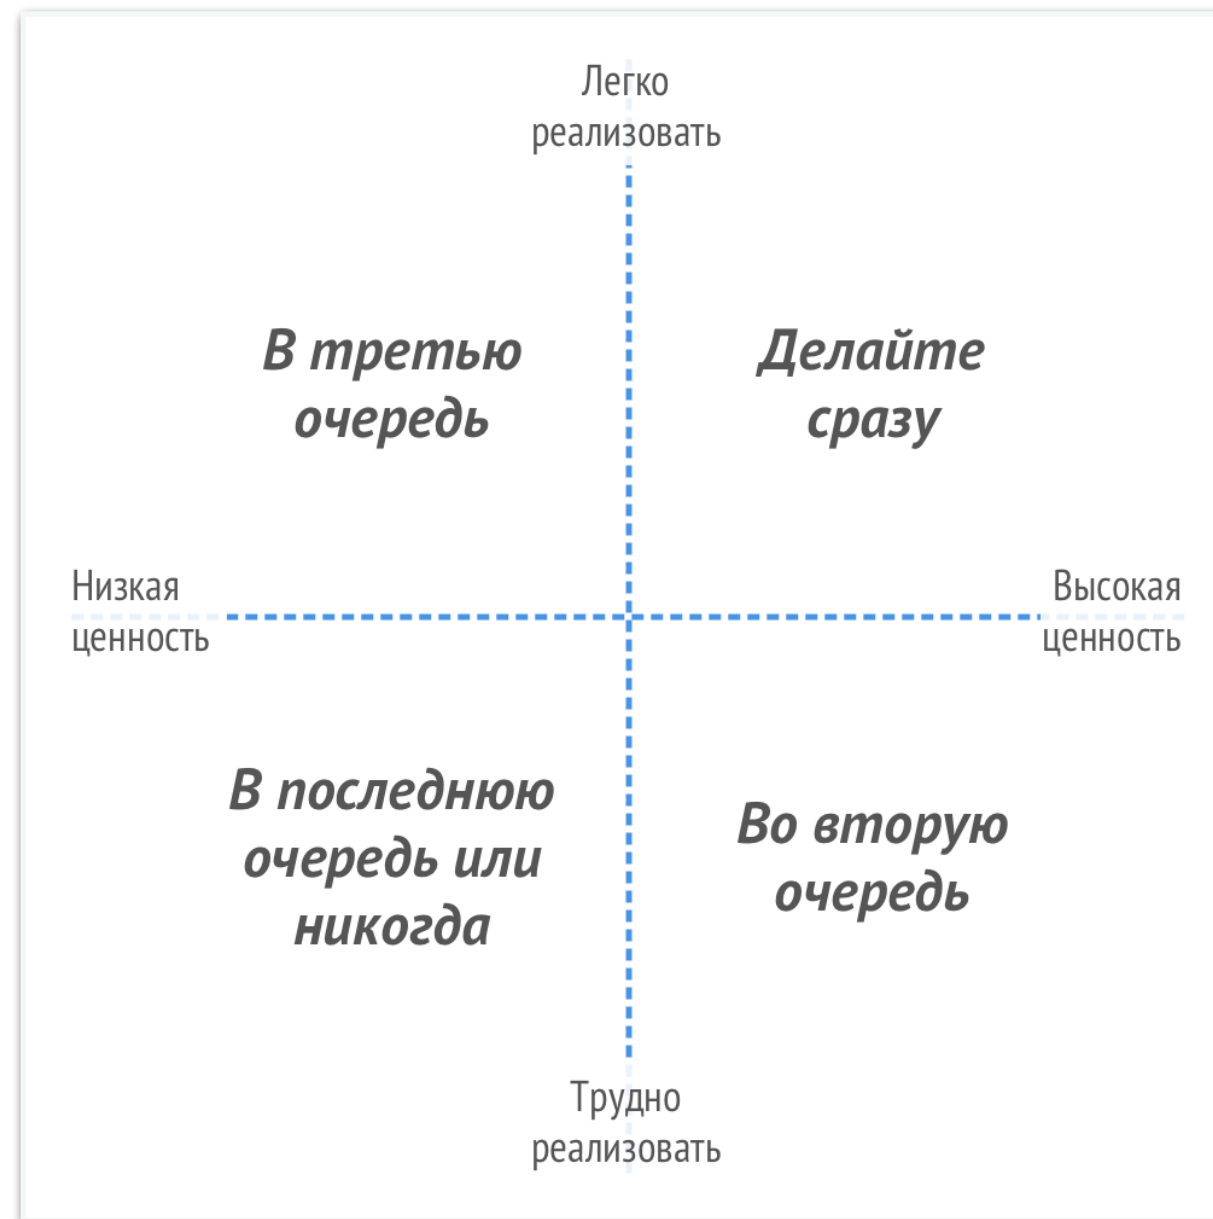 Легко
реализовать
В третью
очередь
Делайте
сразу
Низкая
ценность
Высокая
ценность
В последнюю
очередь или
никогда
Во вторую
очередь
Трудно
реализовать